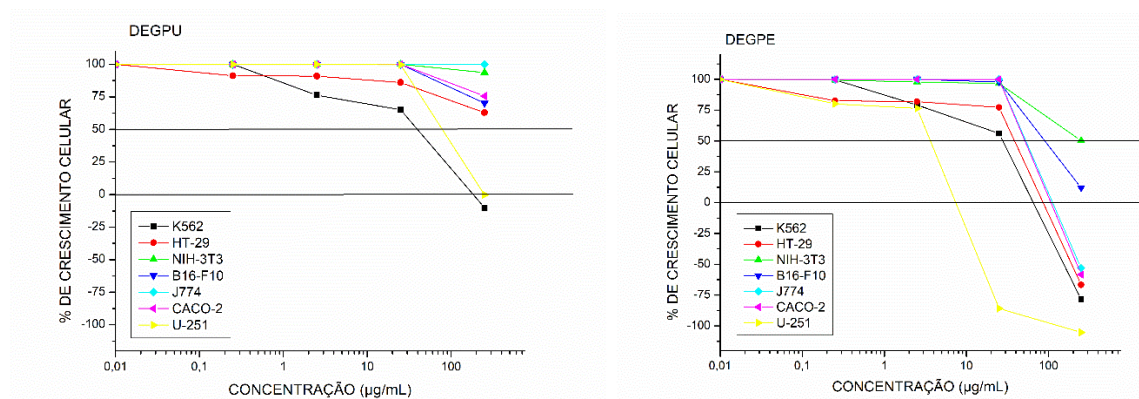 DEGPU
% DE CRESCIMENTO CELULAR
100
75
50
25
0
-25
-50
-75
-100
K562
HT-29
NIH-3T3
B16-F10
J774
CACO-2
U-251
0,01
0,1
1
10
100
CONCENTRAÇÃO (µg/mL)
DEGPE
% DE CRESCIMENTO CELULAR
100
75
50
25
0
-25
-50
-75
-100
K562
HT-29
NIH-3T3
B16-F10
J774
CACO-2
U-251
0,01
0,1
1
10
100
CONCENTRAÇÃO (µg/mL)